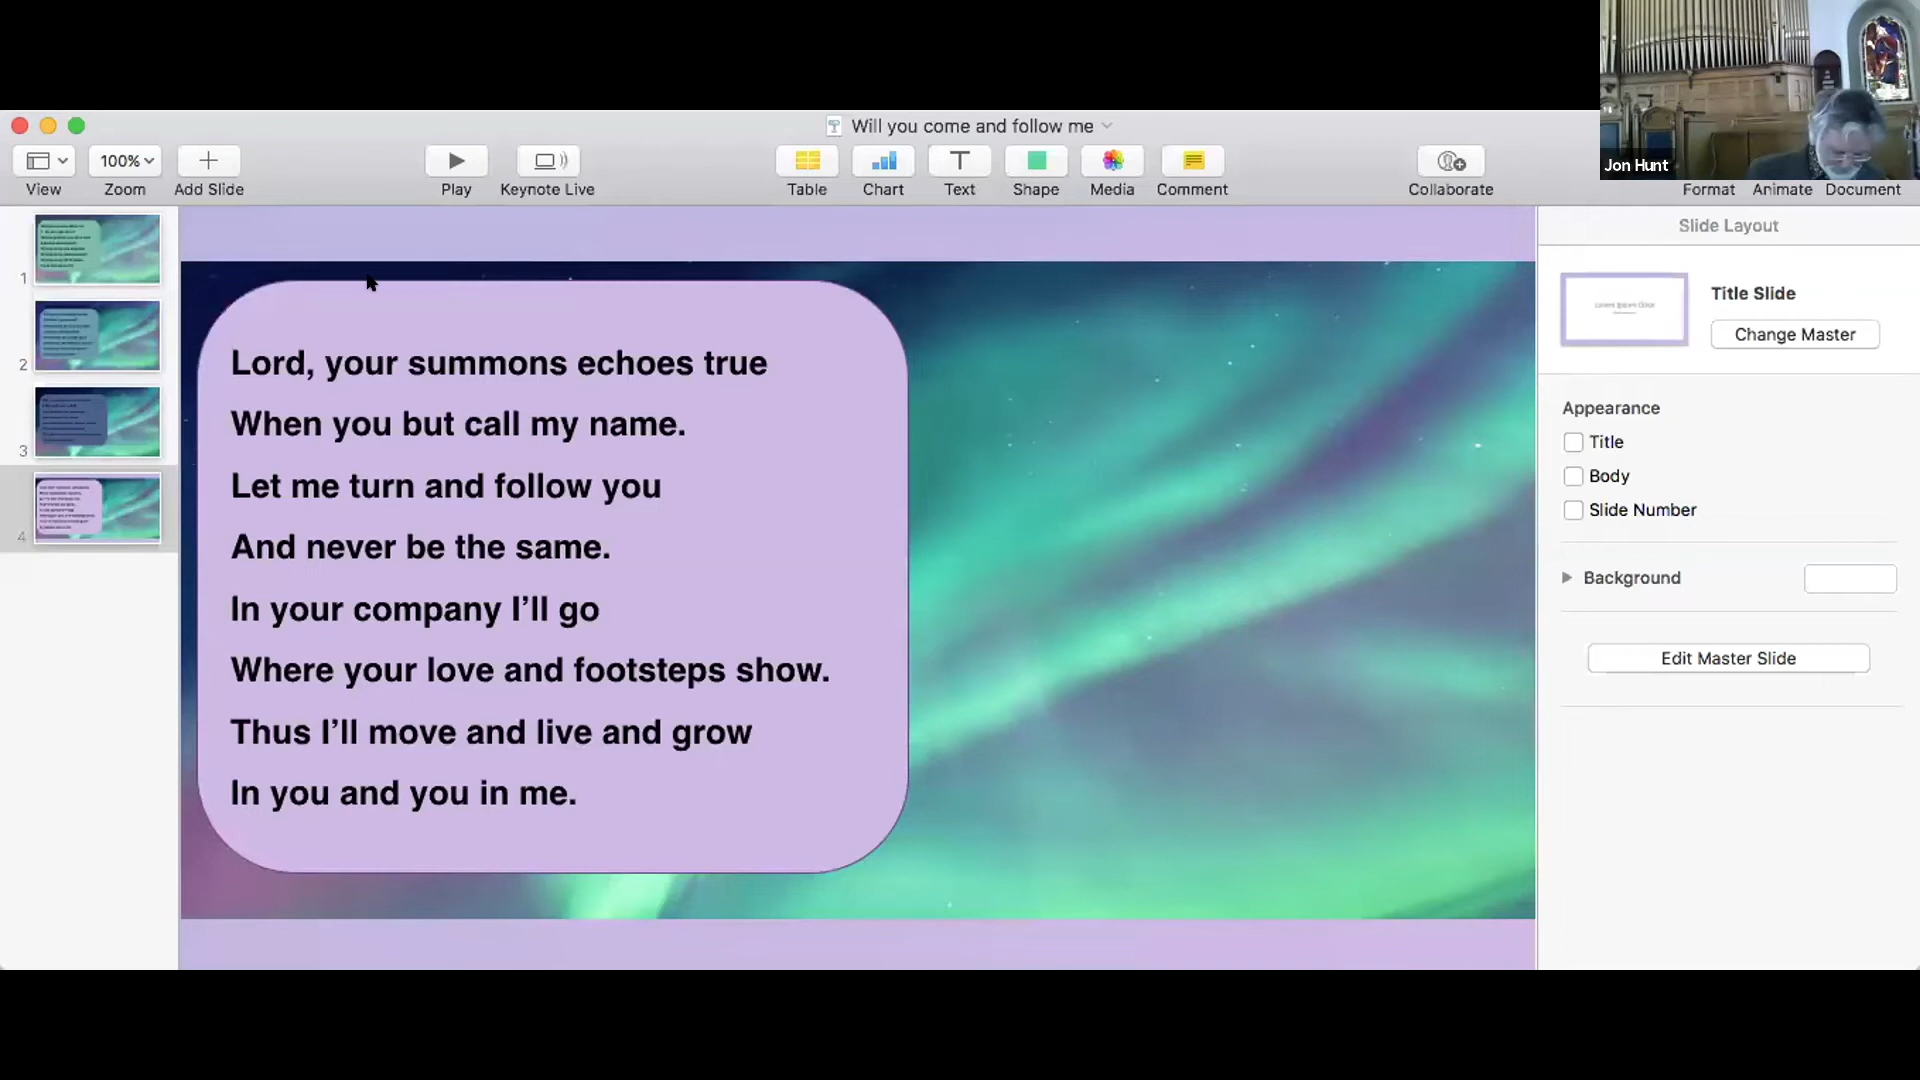 Will you come and follow me
Jon Hunt
100%
View
Zoom
Add Slide
Play
Keynote Live
Table
Chart
Text
Shape
Media
Comment
Collaborate
Format
Animate
Document
1
2
3
4
Lord, your summons echoes true
When you but call my name.
Let me turn and follow you
And never be the same.
In your company I’ll go
Where your love and footsteps show.
Thus I’ll move and live and grow
In you and you in me.
Slide Layout
Title Slide
Change Master
Appearance
Title
Body
Slide Number
Background
Edit Master Slide